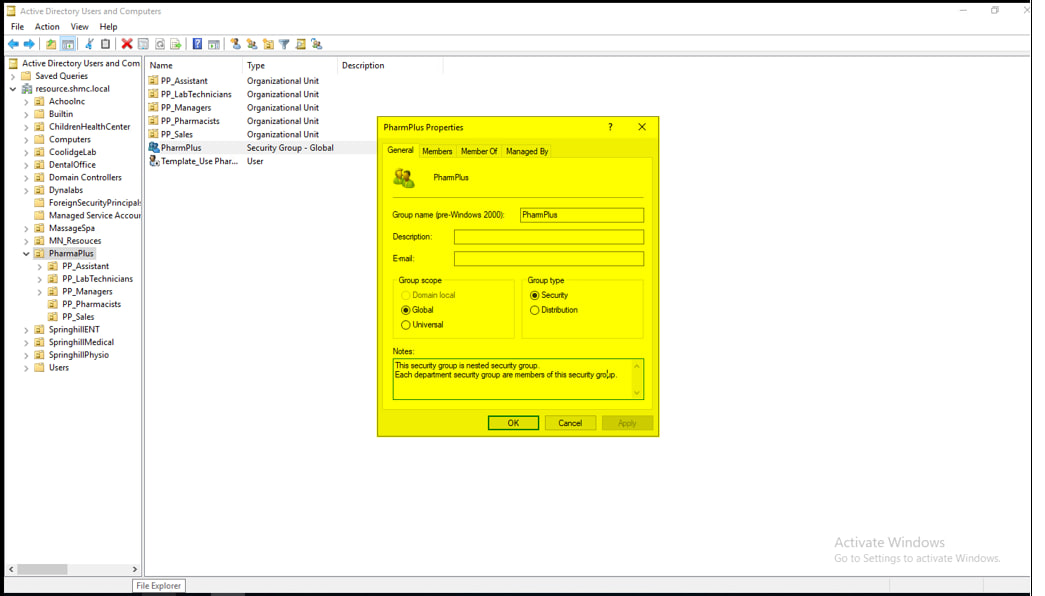 Active Directory Users and Computers
File Action View Help
Active Directory Users and Com
Saved Queries
resource.shmc.local
AchooInc
Builtin
ChildrenHealthCenter
Computers
CoolidgeLab
DentalOffice
Domain Controllers
Dynalabs
ForeignSecurityPrincipals
Managed Service Accour
MassageSpa
MN_Resouces
PharmaPlus
PP_Assistant
PP_LabTechnicians
PP_Managers
PP_Pharmacists
PP_Sales
SpringhillENT
SpringhillMedical
SpringhillPhysio
Users
Name Type Description
PP_Assistant Organizational Unit
PP_LabTechnicians Organizational Unit
PP_Managers Organizational Unit
PP_Pharmacists Organizational Unit
PP_Sales Organizational Unit
PharmPlus Security Group - Global
Template_Use Phar... User
PharmPlus Properties ?
General Members Member Of Managed By
PharmPlus
Group name (pre-Windows 2000): PharmPlus
Description:
E-mail:
Group scope Group type
Domain local Security
Global Distribution
Universal
Notes:
This security group is nested security group.
Each department security group are members of this security group.
OK Cancel Apply
Activate Windows
Go to Settings to activate Windows.
File Explorer